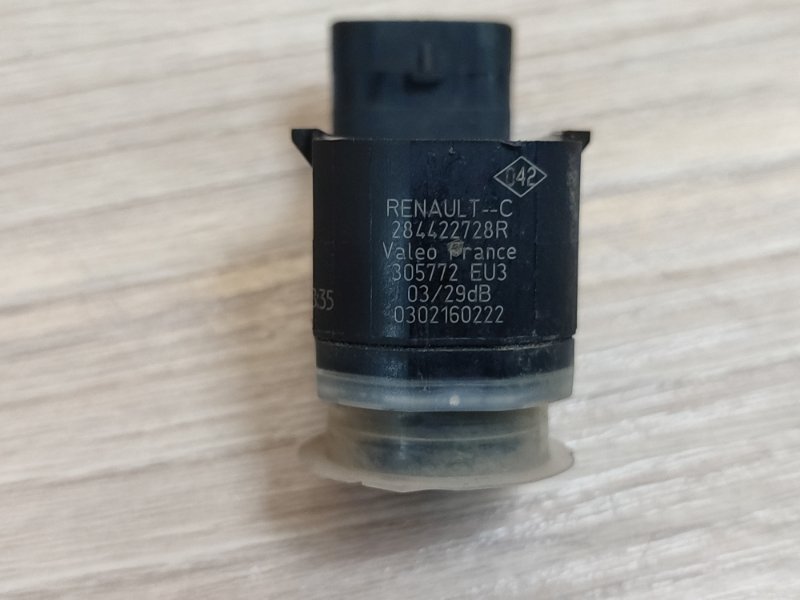 042
RENAULT--C
284422728R
Valeo France
305772 EU3
03/29dB
0302160222